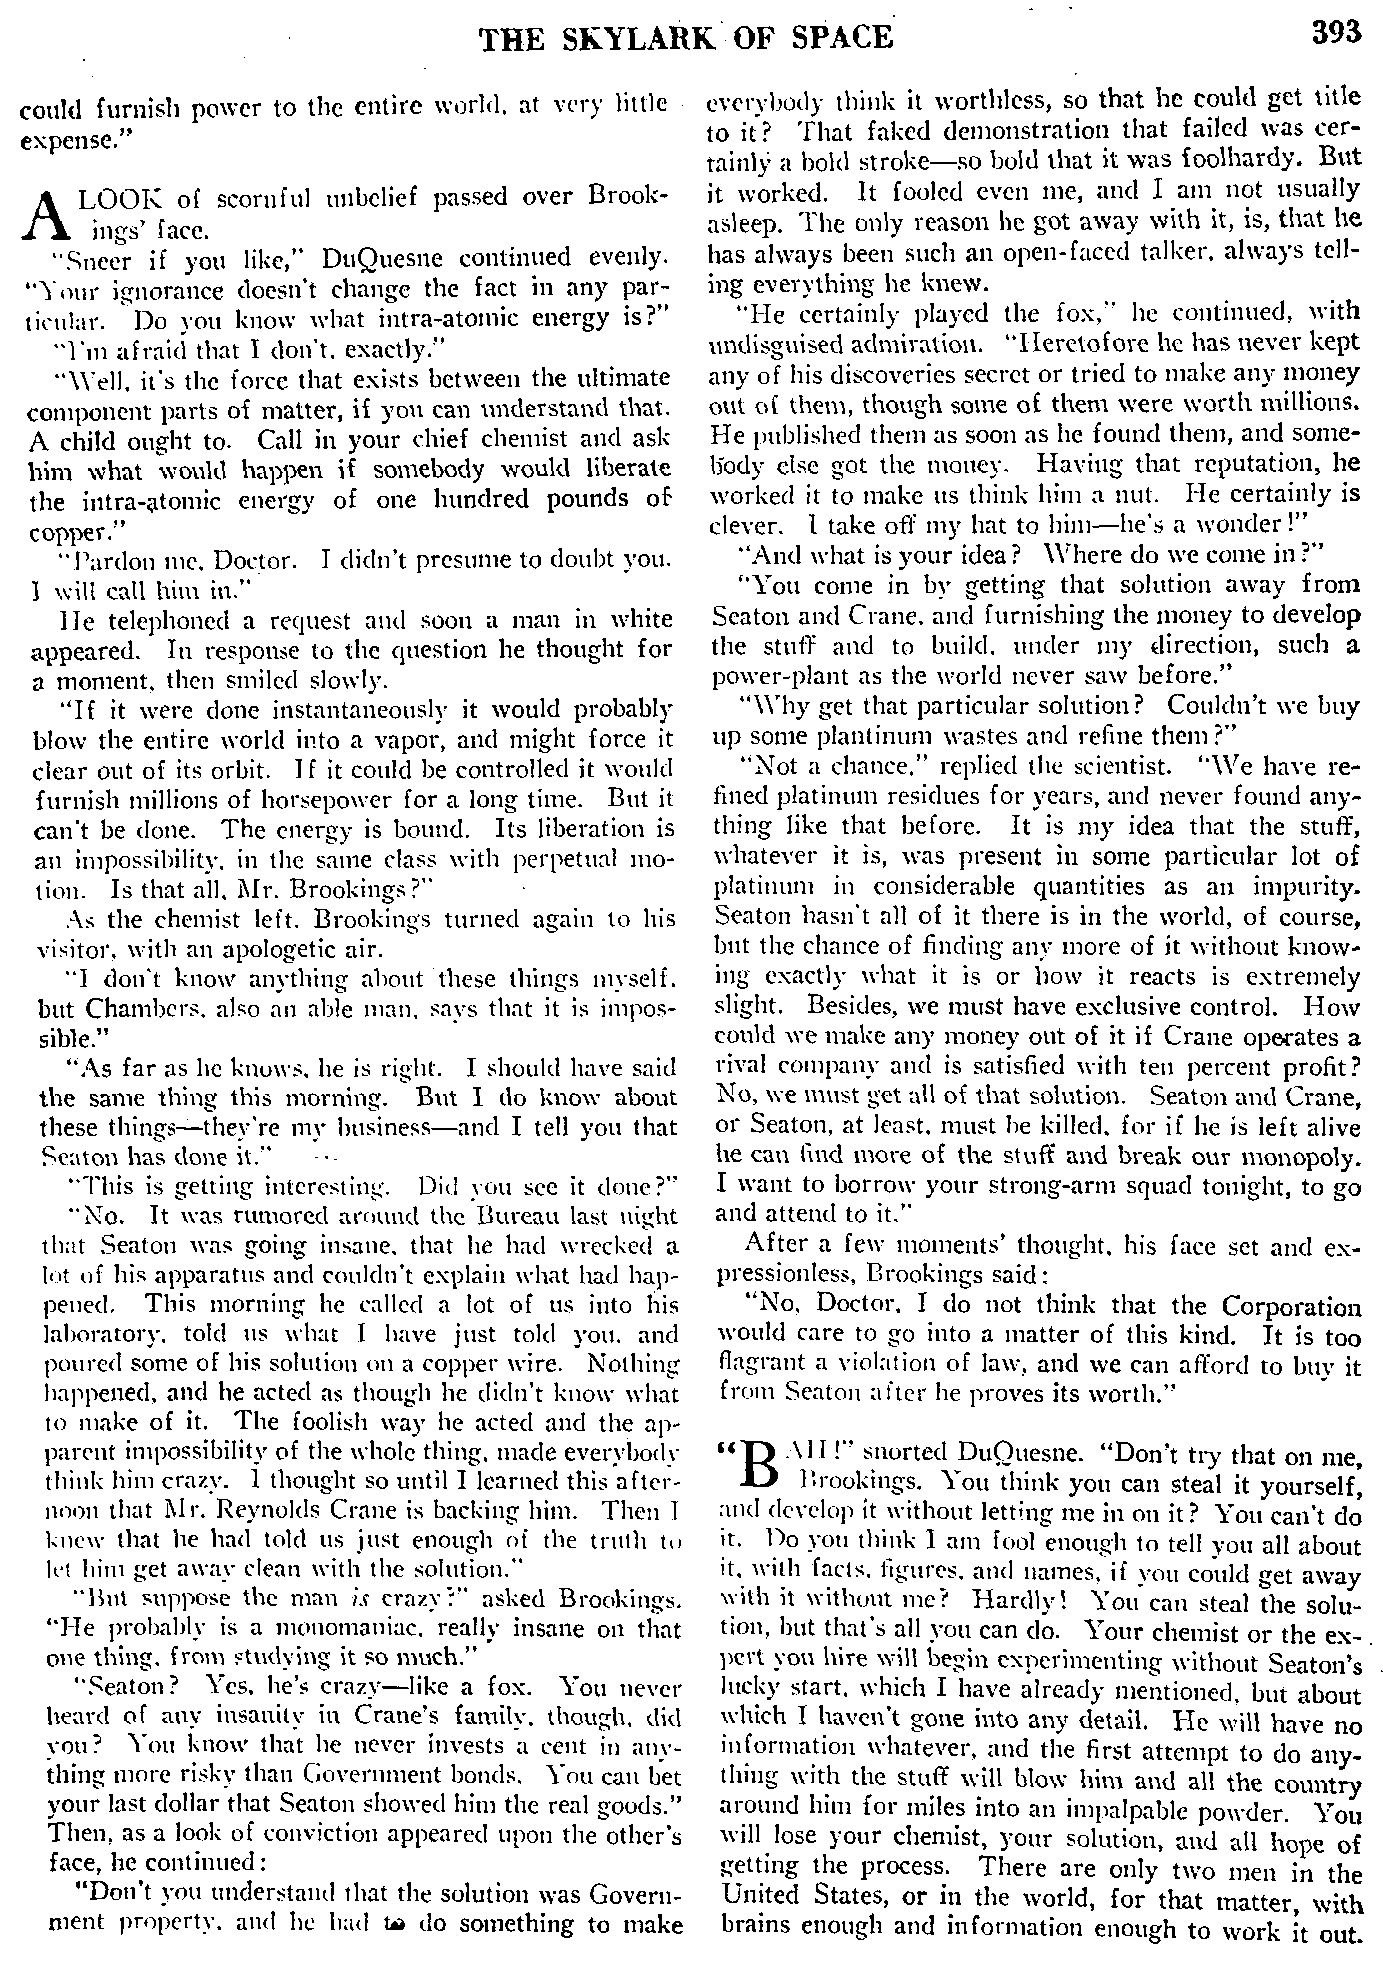 THE SKYLARK OF SPACE
393
could furnish power to the entire world, at very little
expense."
A LOOK of scornful unbelief passed over Brook-
ings' face.
"Sneer if you like," DuQuesne continued evenly.
"Your ignorance doesn't change the fact in any par-
ticular. Do you know what intra-atomic energy is?"
"I'm afraid that I don't, exactly."
"Well, it's the force that exists between the ultimate
component parts of matter, if you can understand that.
A child ought to. Call in your chief chemist and ask
him what would happen if somebody would liberate
the intra-atomic energy of one hundred pounds of
copper."
"Pardon me, Doctor. I didn't presume to doubt you.
I will call him in."
He telephoned a request and soon a man in white
appeared. In response to the question he thought for
a moment, then smiled slowly.
"If it were done instantaneously it would probably
blow the entire world into a vapor, and might force it
clear out of its orbit. If it could be controlled it would
furnish millions of horsepower for a long time. But it
can't be done. The energy is bound. Its liberation is
an impossibility, in the same class with perpetual mo-
tion. Is that all, Mr. Brookings?"
As the chemist left, Brookings turned again to his
visitor, with an apologetic air.
"I don't know anything about these things myself,
but Chambers, also an able man, says that it is impos-
sible."
"As far as he knows, he is right. I should have said
the same thing this morning. But I do know about
these things—they're my business—and I tell you that
Seaton has done it."
"This is getting interesting. Did you see it done?"
"No. It was rumored around the Bureau last night
that Seaton was going insane, that he had wrecked a
lot of his apparatus and couldn't explain what had hap-
pened. This morning he called a lot of us into his
laboratory, told us what I have just told you, and
poured some of his solution on a copper wire. Nothing
happened, and he acted as though he didn't know what
to make of it. The foolish way he acted and the ap-
parent impossibility of the whole thing, made everybody
think him crazy. I thought so until I learned this after-
noon that Mr. Reynolds Crane is backing him. Then I
knew that he had told us just enough of the truth to
let him get away clean with the solution."
"But suppose the man is crazy?" asked Brookings.
"He probably is a monomaniac, really insane on that
one thing, from studying it so much."
"Seaton? Yes, he's crazy—like a fox. You never
heard of any insanity in Crane's family, though, did
you? You know that he never invests a cent in any-
thing more risky than Government bonds. You can bet
your last dollar that Seaton showed him the real goods."
Then, as a look of conviction appeared upon the other's
face, he continued:
"Don't you understand that the solution was Govern-
ment property, and he had to do something to make
everybody think it worthless, so that he could get title
to it? That faked demonstration that failed was cer-
tainly a bold stroke—so bold that it was foolhardy. But
it worked. It fooled even me, and I am not usually
asleep. The only reason he got away with it, is, that he
has always been such an open-faced talker, always tell-
ing everything he knew.
"He certainly played the fox," he continued, with
undisguised admiration. "Heretofore he has never kept
any of his discoveries secret or tried to make any money
out of them, though some of them were worth millions.
He published them as soon as he found them, and some-
body else got the money. Having that reputation, he
worked it to make us think him a nut. He certainly is
clever. I take off my hat to him—he's a wonder!"
"And what is your idea? Where do we come in?"
"You come in by getting that solution away from
Seaton and Crane, and furnishing the money to develop
the stuff and to build, under my direction, such a
power-plant as the world never saw before."
"Why get that particular solution? Couldn't we buy
up some plantinum wastes and refine them?"
"Not a chance," replied the scientist. "We have re-
fined platinum residues for years, and never found any-
thing like that before. It is my idea that the stuff,
whatever it is, was present in some particular lot of
platinum in considerable quantities as an impurity.
Seaton hasn't all of it there is in the world, of course,
but the chance of finding any more of it without know-
ing exactly what it is or how it reacts is extremely
slight. Besides, we must have exclusive control. How
could we make any money out of it if Crane operates a
rival company and is satisfied with ten percent profit?
No, we must get all of that solution. Seaton and Crane,
or Seaton, at least, must be killed, for if he is left alive
he can find more of the stuff and break our monopoly.
I want to borrow your strong-arm squad tonight, to go
and attend to it."
After a few moments' thought, his face set and ex-
pressionless, Brookings said:
"No, Doctor, I do not think that the Corporation
would care to go into a matter of this kind. It is too
flagrant a violation of law, and we can afford to buy it
from Seaton after he proves its worth."
"BAH!" snorted DuQuesne. "Don't try that on me,
Brookings. You think you can steal it yourself,
and develop it without letting me in on it? You can't do
it. Do you think I am fool enough to tell you all about
it, with facts, figures, and names, if you could get away
with it without me? Hardly! You can steal the solu-
tion, but that's all you can do. Your chemist or the ex-
pert you hire will begin experimenting without Seaton's
lucky start, which I have already mentioned, but about
which I haven't gone into any detail. He will have no
information whatever, and the first attempt to do any-
thing with the stuff will blow him and all the country
around him for miles into an impalpable powder. You
will lose your chemist, your solution, and all hope of
getting the process. There are only two men in the
United States, or in the world, for that matter, with
brains enough and information enough to work it out.